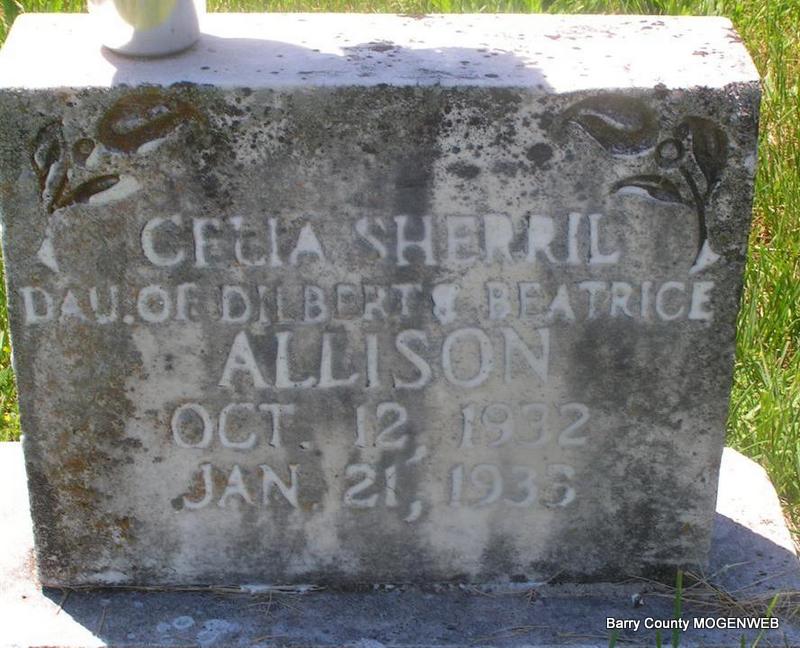 CELIA SHERRIL
DAU. OF DILBERT & BEATRICE
ALLISON
OCT. 12, 1932
JAN. 21, 1933
Barry County MOGENWEB